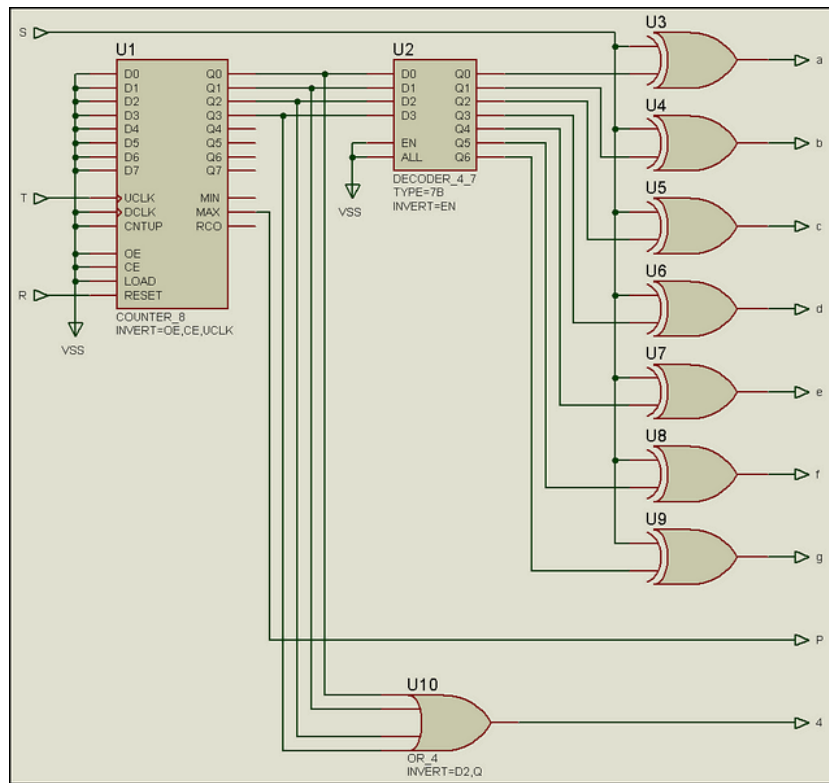 S
U1
D0 Q0
D1 Q1
D2 Q2
D3 Q3
D4 Q4
D5 Q5
D6 Q6
D7 Q7
T
UCLK MIN
DCLK MAX
CNTUP RCO
OE
CE
LOAD
R
RESET
VSS
COUNTER_8
INVERT=OE,CE,UCLK
U2
D0 Q0
D1 Q1
D2 Q2
D3 Q3
Q4
EN Q5
ALL Q6
DECODER_4_7
TYPE=7B
INVERT=EN
VSS
U3
a
U4
b
U5
c
U6
d
U7
e
U8
f
U9
g
P
U10
4
OR_4
INVERT=D2,Q